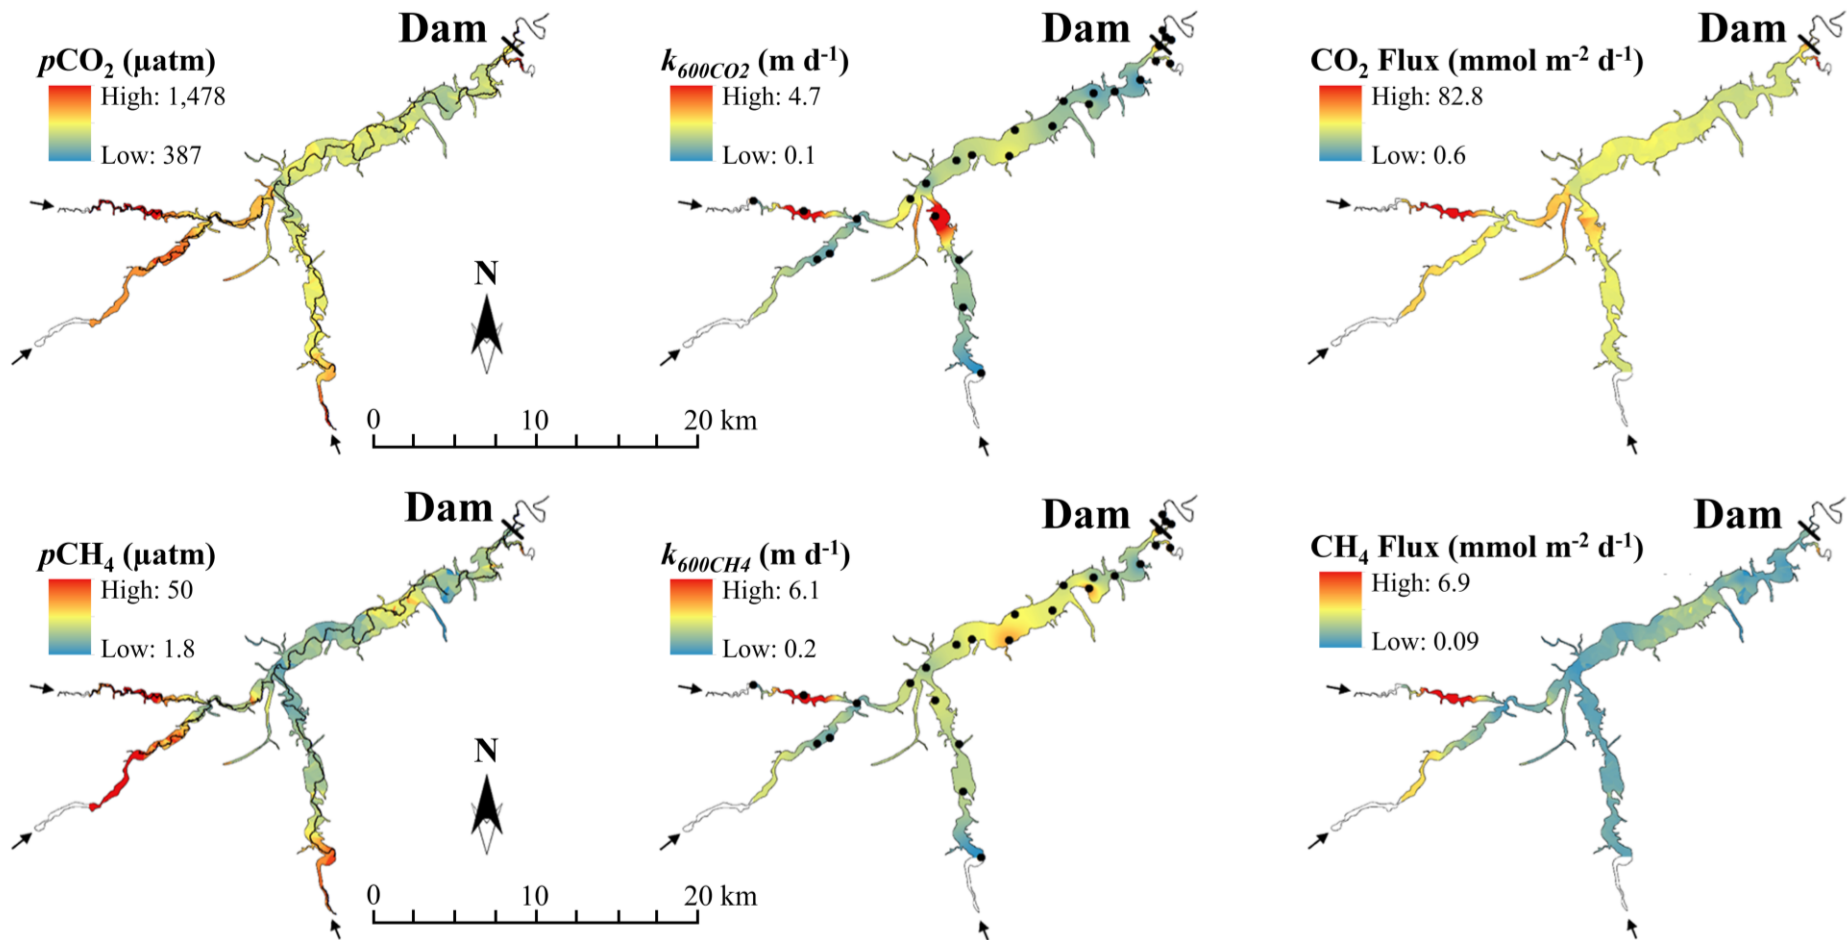 Dam
pCO₂ (µatm)
High: 1,478
Low: 387
N
0 10 20 km
Dam
k₆₀₀CO₂ (m d⁻¹)
High: 4.7
Low: 0.1
Dam
CO₂ Flux (mmol m⁻² d⁻¹)
High: 82.8
Low: 0.6
Dam
pCH₄ (µatm)
High: 50
Low: 1.8
N
0 10 20 km
Dam
k₆₀₀CH₄ (m d⁻¹)
High: 6.1
Low: 0.2
Dam
CH₄ Flux (mmol m⁻² d⁻¹)
High: 6.9
Low: 0.09